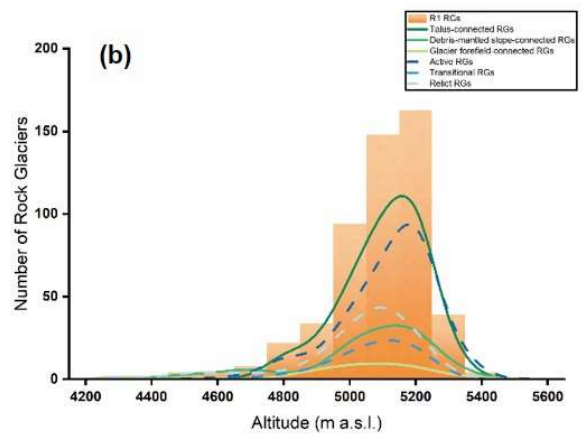 (b)
R1 RGs
Talus-connected RGs
Debris-mantled slope-connected RGs
Glacier forefield connected RGs
Active RGs
Transitional RGs
Relict RGs
Number of Rock Glaciers
200
150
100
50
0
4200 4400 4600 4800 5000 5200 5400 5600
Altitude (m a.s.l.)